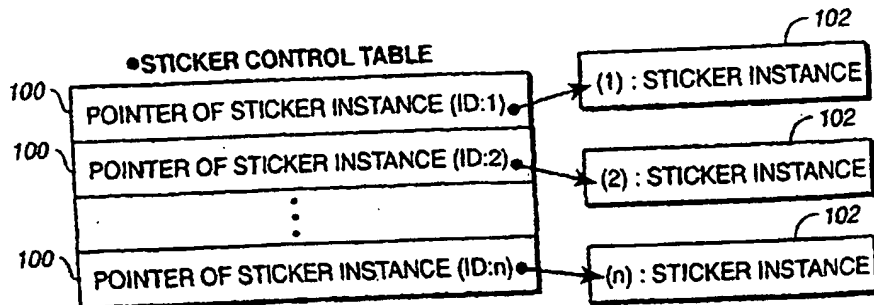 102
•STICKER CONTROL TABLE
100 POINTER OF STICKER INSTANCE (ID:1) (1) : STICKER INSTANCE
102
100 POINTER OF STICKER INSTANCE (ID:2) (2) : STICKER INSTANCE
102
100 POINTER OF STICKER INSTANCE (ID:n) (n) : STICKER INSTANCE